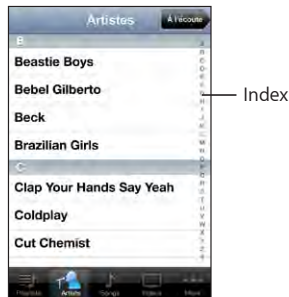 Artistes
À l'écoute
B
Beastie Boys
Bebel Gilberto
Index
Beck
Brazilian Girls
C
Clap Your Hands Say Yeah
Coldplay
Cut Chemist
Playlists
Artists
Songs
Videos
More